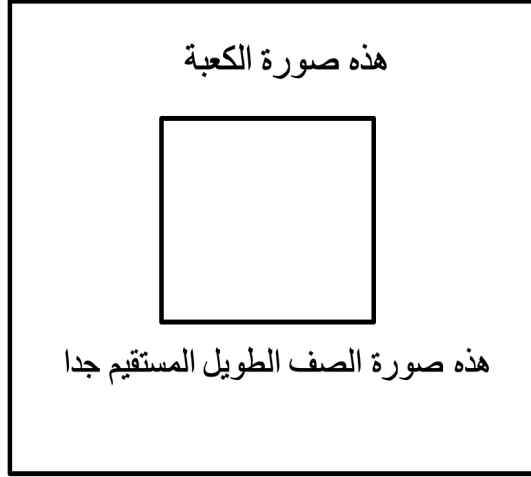 هذه صورة الكعبة
هذه صورة الصف الطويل المستقيم جدا